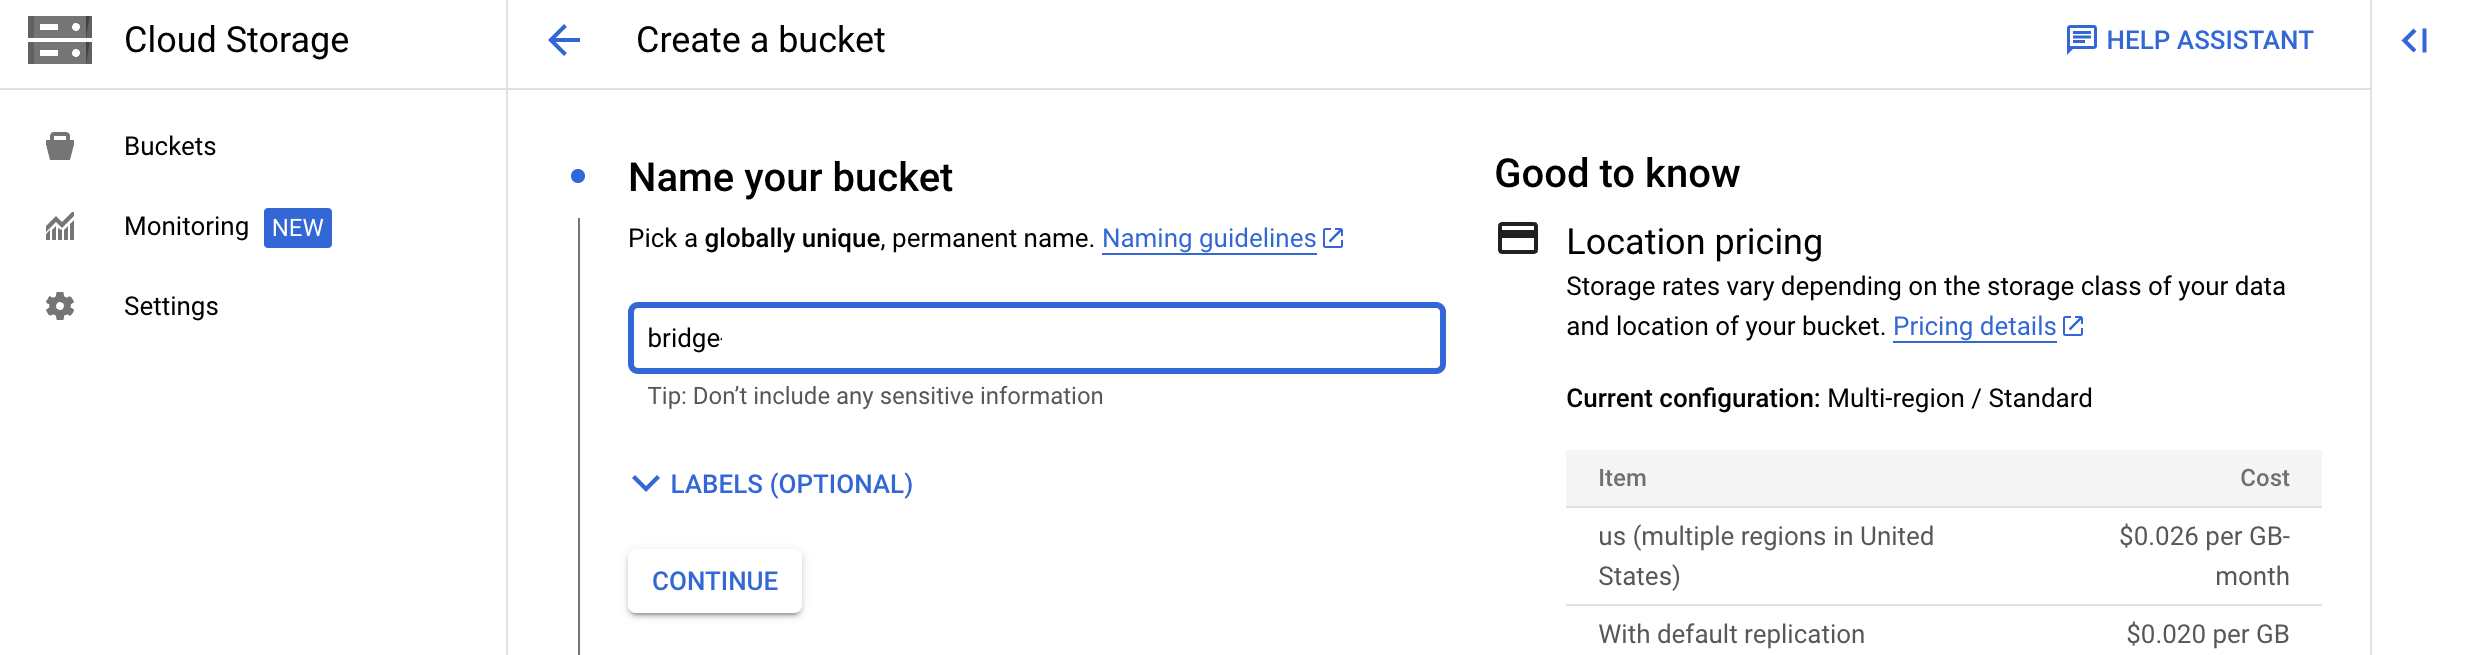 Cloud Storage
Create a bucket
HELP ASSISTANT
Buckets
Monitoring NEW
Settings
Name your bucket
Pick a globally unique, permanent name. Naming guidelines
bridge
Tip: Don’t include any sensitive information
LABELS (OPTIONAL)
CONTINUE
Good to know
Location pricing
Storage rates vary depending on the storage class of your data
and location of your bucket. Pricing details
Current configuration: Multi-region / Standard
Item Cost
us (multiple regions in United $0.026 per GB-
States) month
With default replication $0.020 per GB